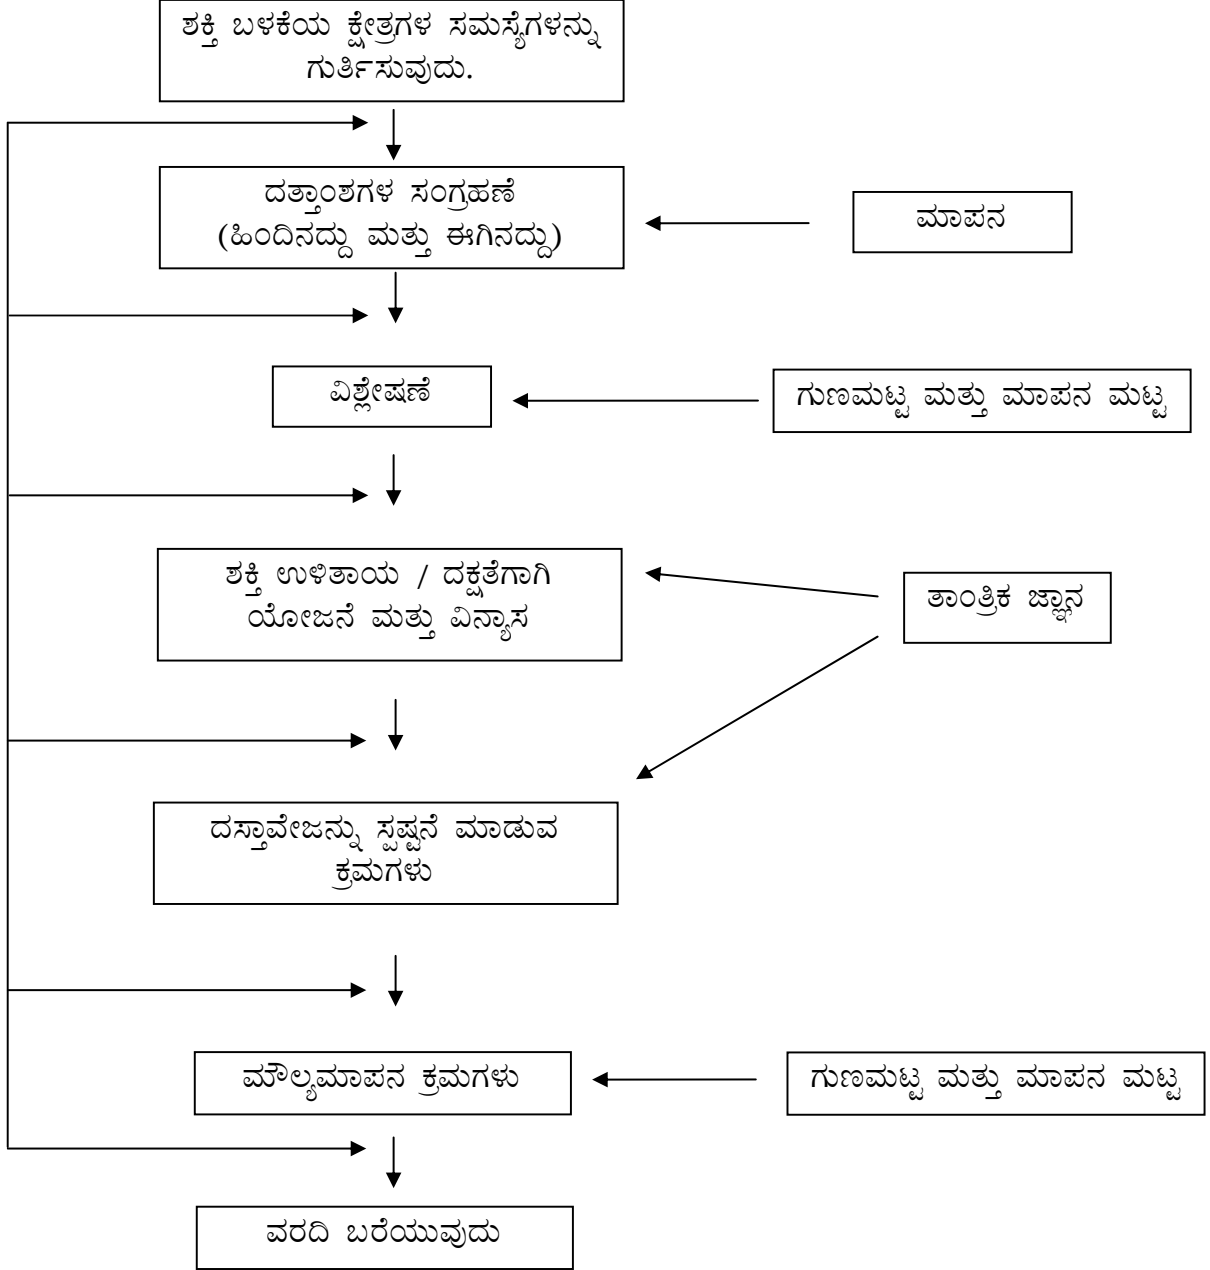 ಶಕ್ತಿ ಬಳಕೆಯ ಕ್ಷೇತ್ರಗಳ ಸಮಸ್ಯೆಗಳನ್ನು
ಗುರ್ತಿಸುವುದು.
ದತ್ತಾಂಶಗಳ ಸಂಗ್ರಹಣೆ
(ಹಿಂದಿನದ್ದು ಮತ್ತು ಈಗಿನದ್ದು)
ಮಾಪನ
ವಿಶ್ಲೇಷಣೆ
ಗುಣಮಟ್ಟ ಮತ್ತು ಮಾಪನ ಮಟ್ಟ
ಶಕ್ತಿ ಉಳಿತಾಯ / ದಕ್ಷತೆಗಾಗಿ
ಯೋಜನೆ ಮತ್ತು ವಿನ್ಯಾಸ
ತಾಂತ್ರಿಕ ಜ್ಞಾನ
ದಸ್ತಾವೇಜನ್ನು ಸ್ಪಷ್ಟನೆ ಮಾಡುವ
ಕ್ರಮಗಳು
ಮೌಲ್ಯಮಾಪನ ಕ್ರಮಗಳು
ಗುಣಮಟ್ಟ ಮತ್ತು ಮಾಪನ ಮಟ್ಟ
ವರದಿ ಬರೆಯುವುದು